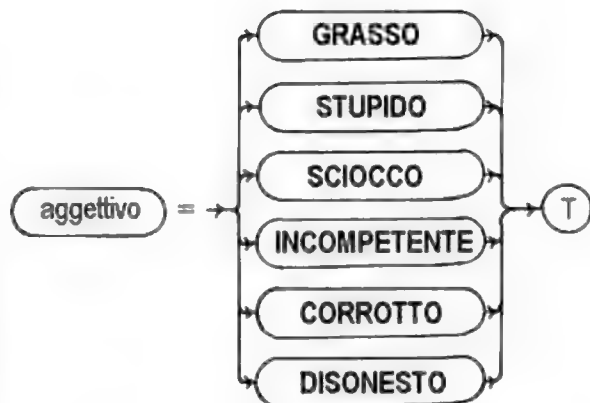 GRASSO
STUPIDO
SCIOCCO
aggettivo = T
INCOMPETENTE
CORROTTO
DISONESTO